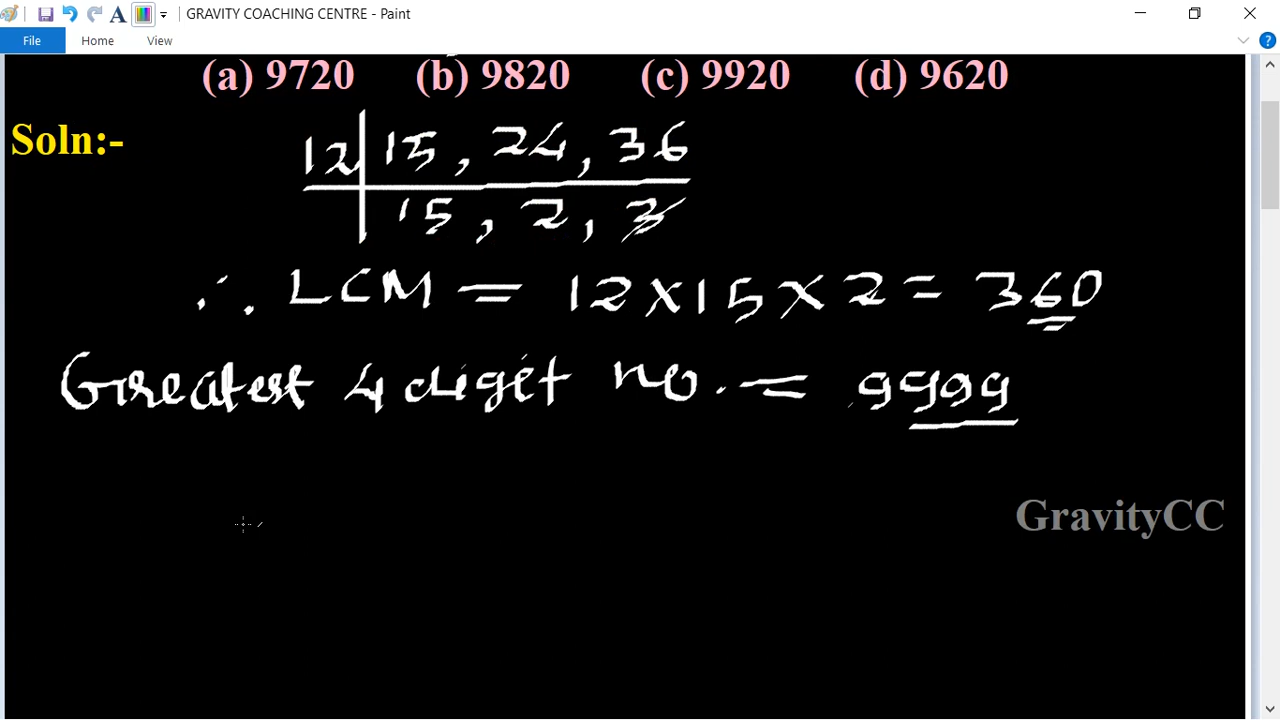 GRAVITY COACHING CENTRE - Paint
File Home View
(a) 9720 (b) 9820 (c) 9920 (d) 9620
Soln:-
12 15, 24, 36
15, 2, 3
∴ LCM = 12×15×2= 360
Greatest 4 digit no. = 9999
GravityCC